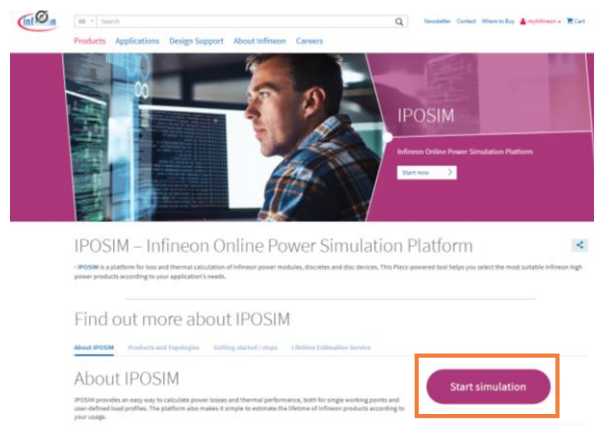 infineon
All Search
Newsletter Contact Where to Buy myInfineon Cart
Products Applications Design Support About Infineon Careers
IPOSIM
Infineon Online Power Simulation Platform
Start now
IPOSIM – Infineon Online Power Simulation Platform
IPOSIM is a platform for loss and thermal calculation of Infineon power modules, discretes and disc devices. This Plecs-powered tool helps you select the most suitable Infineon high
power products according to your application's needs.
Find out more about IPOSIM
About IPOSIM Products and Topologies Getting started / steps Lifetime Estimation Service
About IPOSIM
Start simulation
IPOSIM provides an easy way to calculate power losses and thermal performance, both for single working points and
user-defined load profiles. The platform also makes it simple to estimate the lifetime of Infineon products according to
your usage.